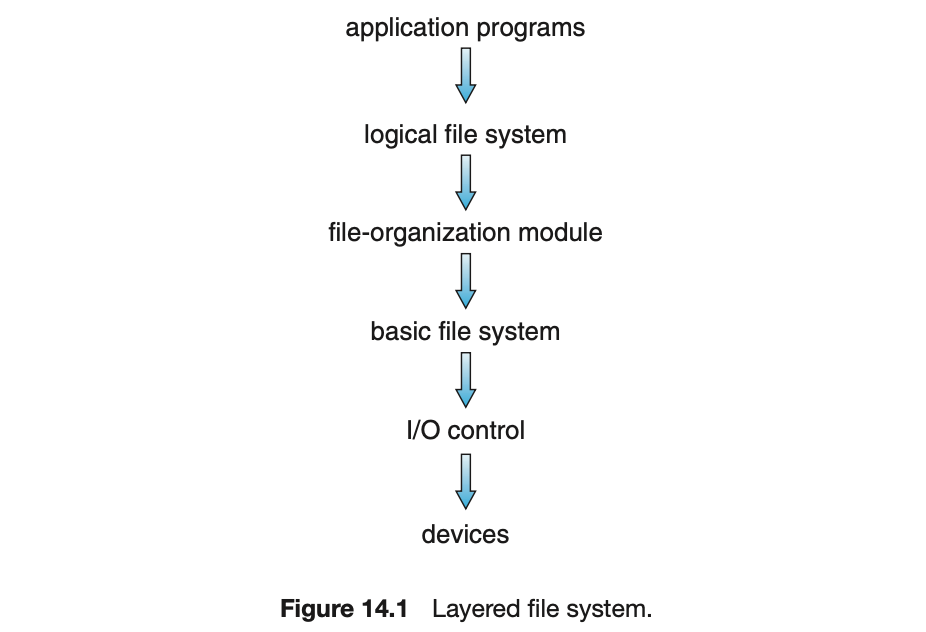 application programs
logical file system
file-organization module
basic file system
I/O control
devices
Figure 14.1 Layered file system.